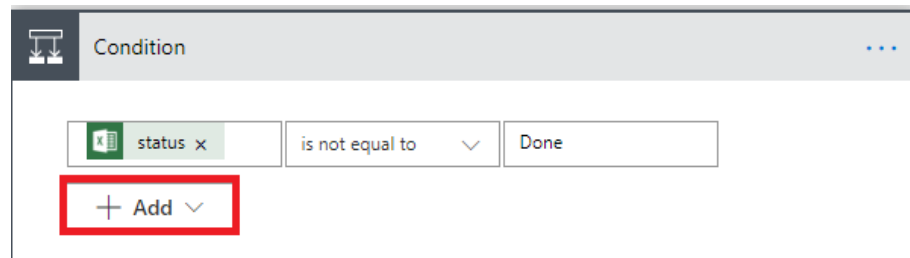 Condition
status x is not equal to Done
+ Add